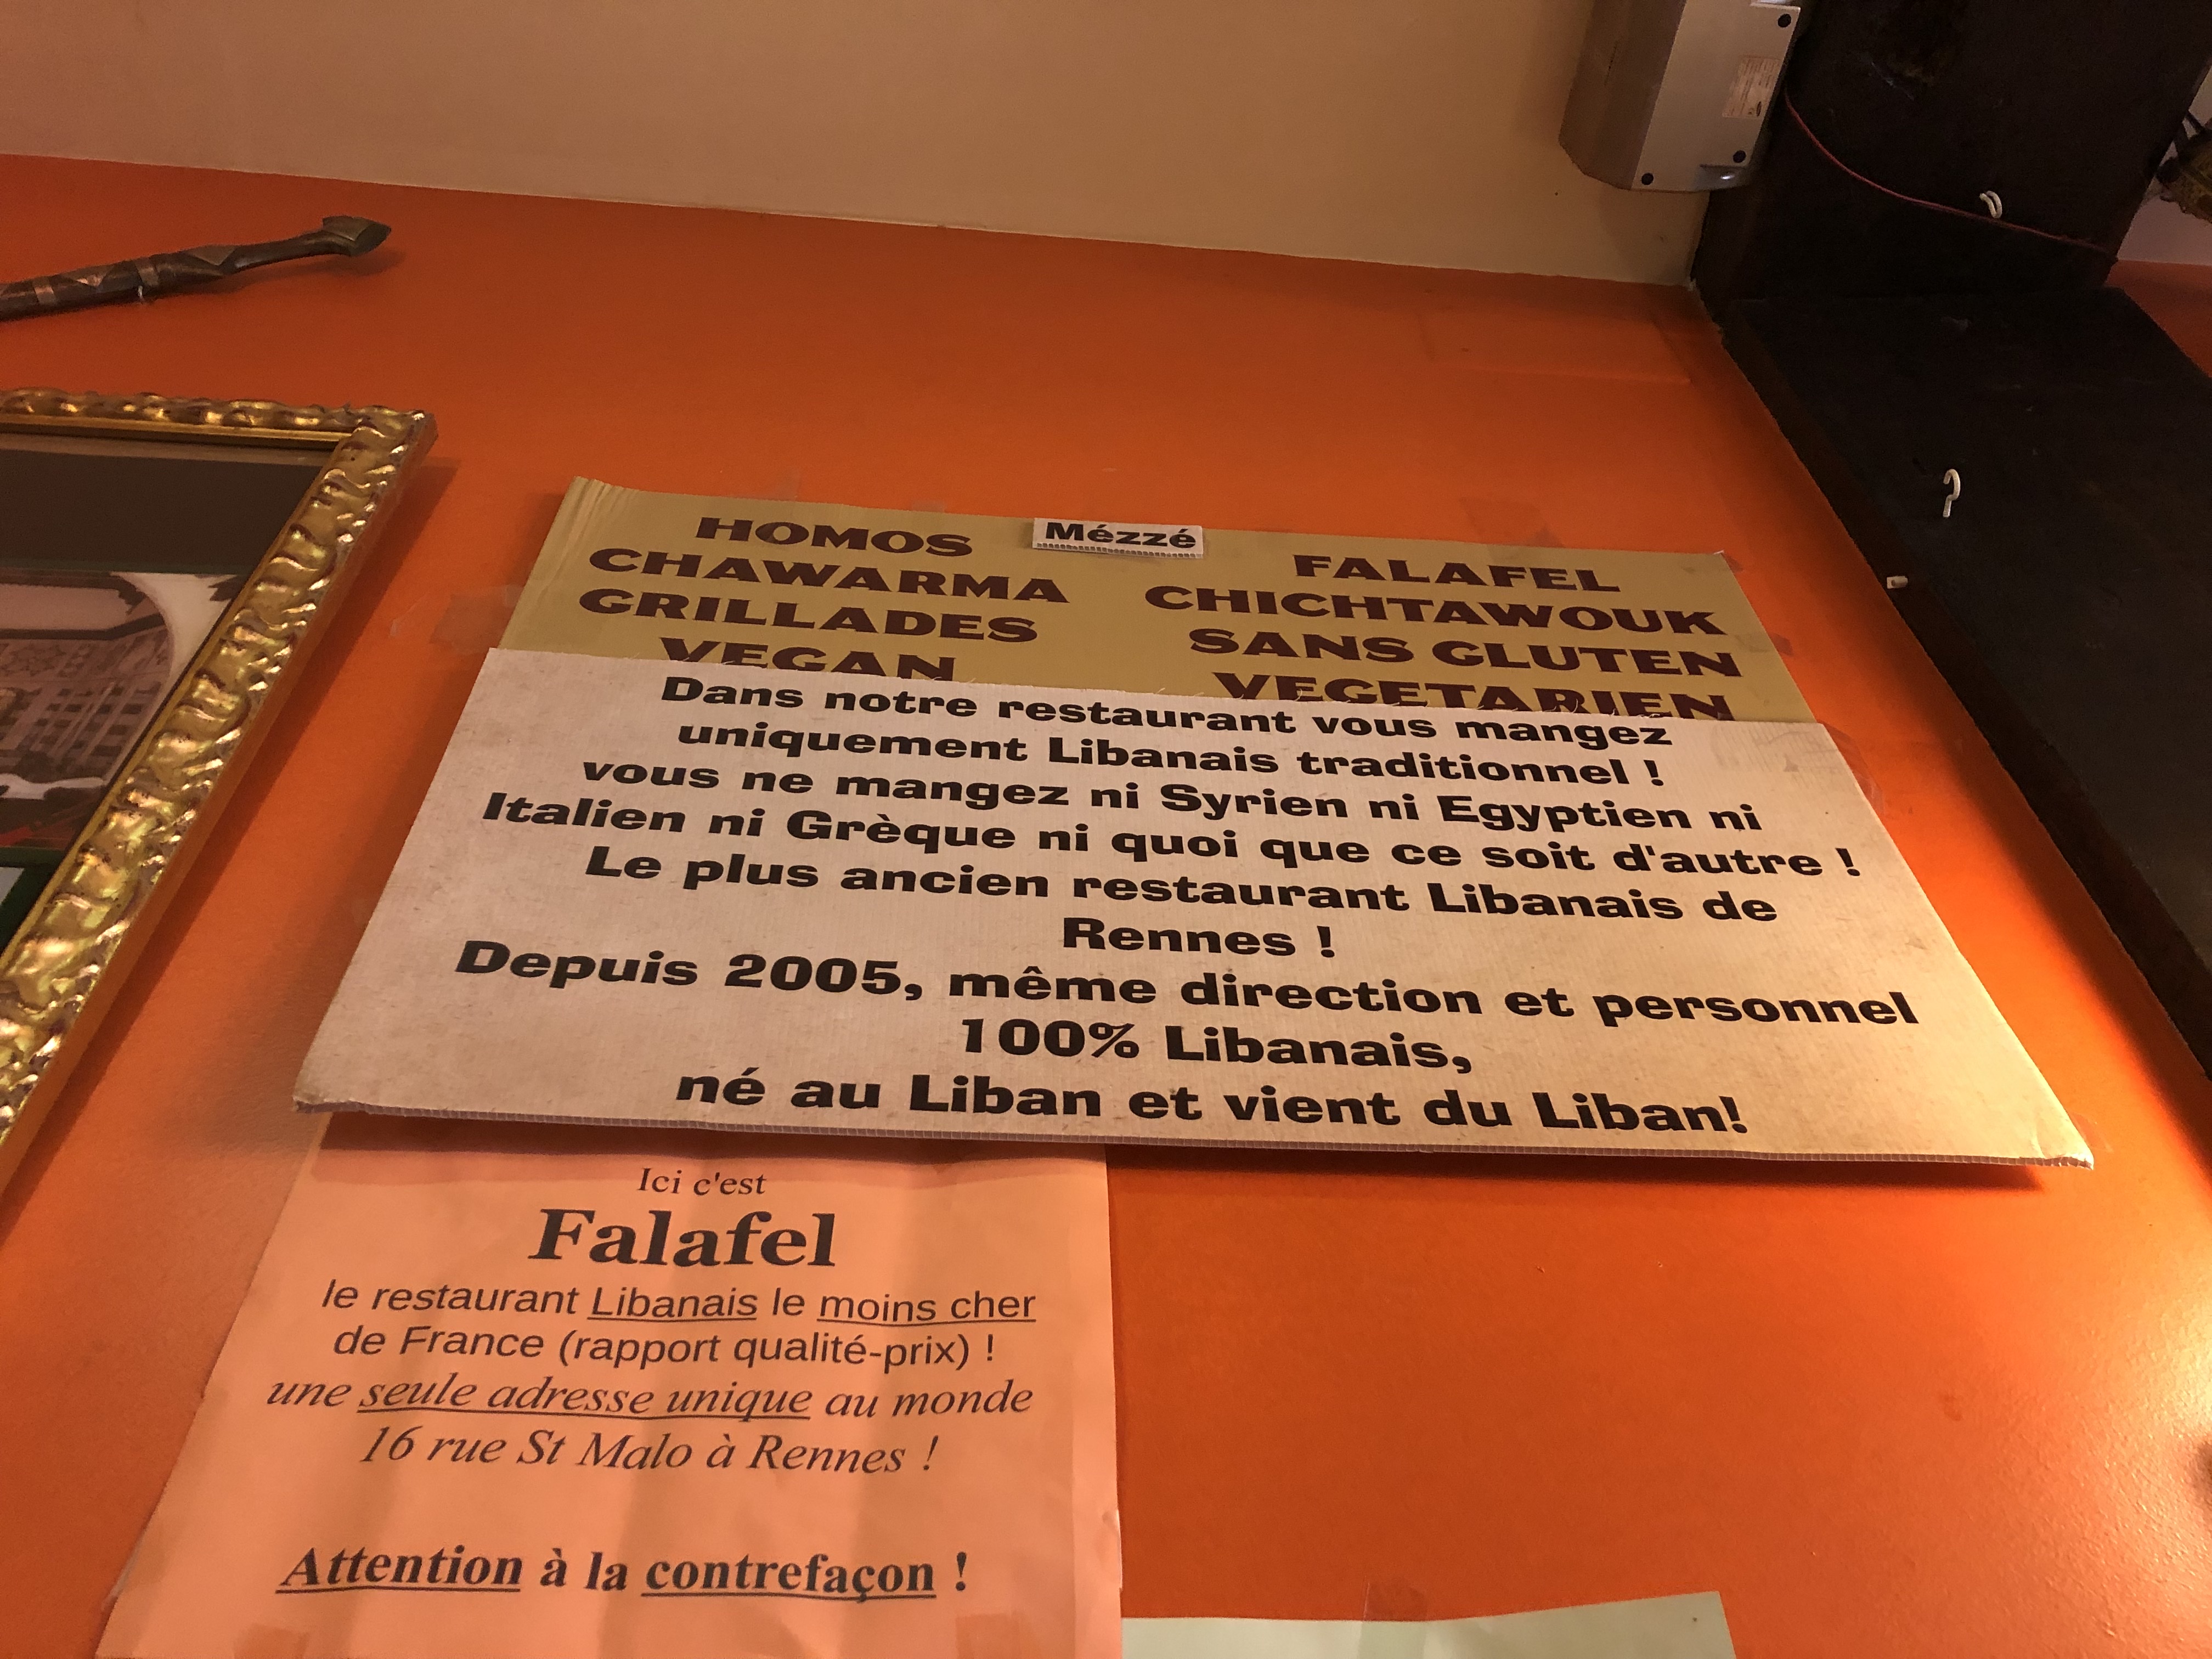 Mézzé
HOMOS
CHAWARMA
GRILLADES
VEGAN
FALAFEL
CHICHTAWOUK
SANS GLUTEN
VEGETARIEN
Dans notre restaurant vous mangez
uniquement Libanais traditionnel !
vous ne mangez ni Syrien ni Egyptien ni
Italien ni Grèque ni quoi que ce soit d'autre !
Le plus ancien restaurant Libanais de
Rennes !
Depuis 2005, même direction et personnel
100% Libanais,
né au Liban et vient du Liban!
Ici c'est
Falafel
le restaurant Libanais le moins cher
de France (rapport qualité-prix) !
une seule adresse unique au monde
16 rue St Malo à Rennes !
Attention à la contrefaçon !